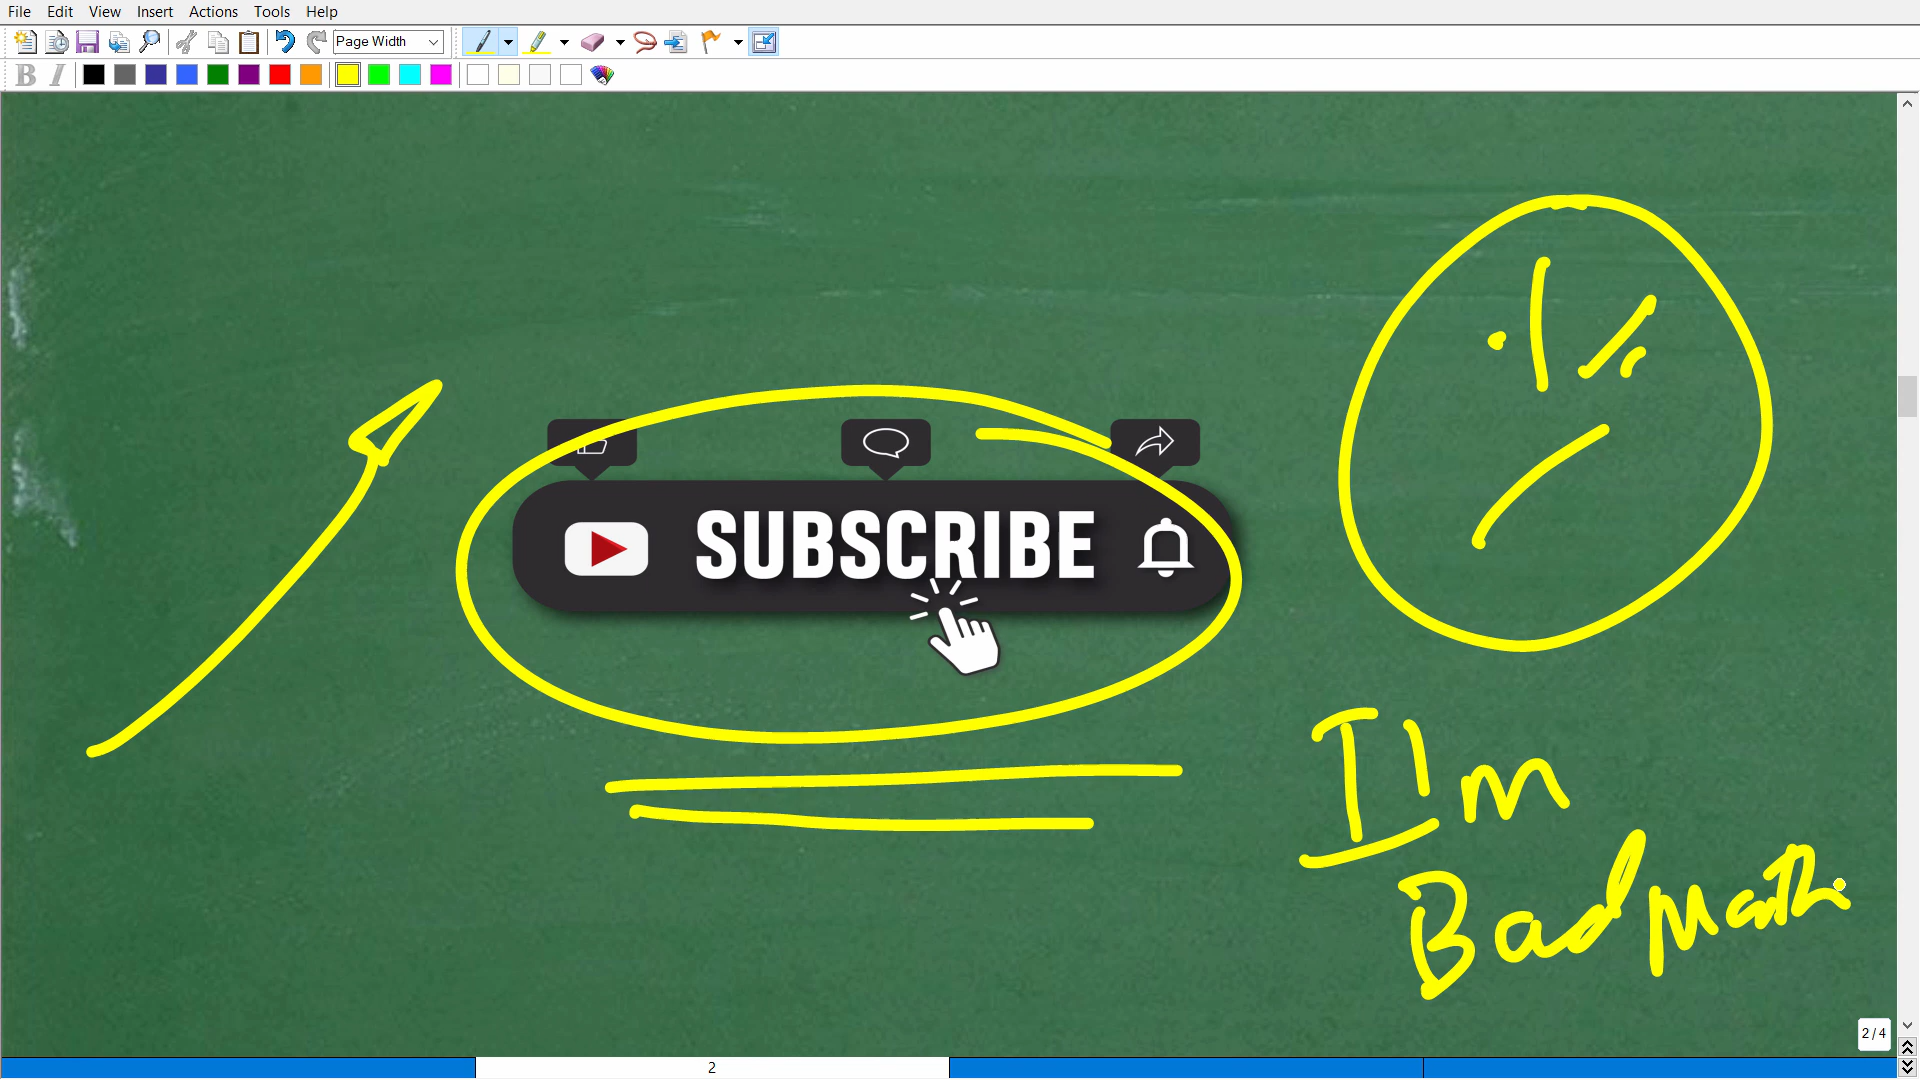 File Edit View Insert Actions Tools Help
Page Width
B I
SUBSCRIBE
I'm
Bad Math
2 / 4
2